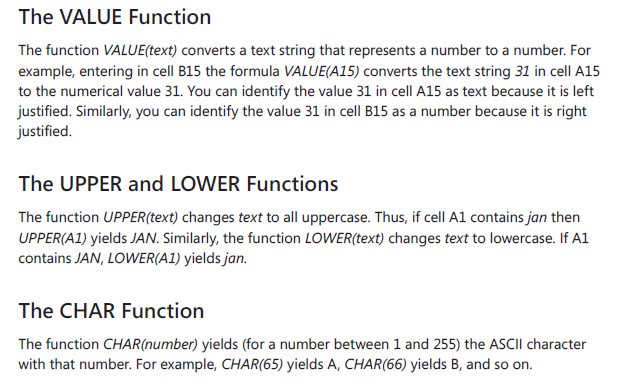 The VALUE Function
The function VALUE(text) converts a text string that represents a number to a number. For
example, entering in cell B15 the formula VALUE(A15) converts the text string 31 in cell A15
to the numerical value 31. You can identify the value 31 in cell A15 as text because it is left
justified. Similarly, you can identify the value 31 in cell B15 as a number because it is right
justified.
The UPPER and LOWER Functions
The function UPPER(text) changes text to all uppercase. Thus, if cell A1 contains jan then
UPPER(A1) yields JAN. Similarly, the function LOWER(text) changes text to lowercase. If A1
contains JAN, LOWER(A1) yields jan.
The CHAR Function
The function CHAR(number) yields (for a number between 1 and 255) the ASCII character
with that number. For example, CHAR(65) yields A, CHAR(66) yields B, and so on.